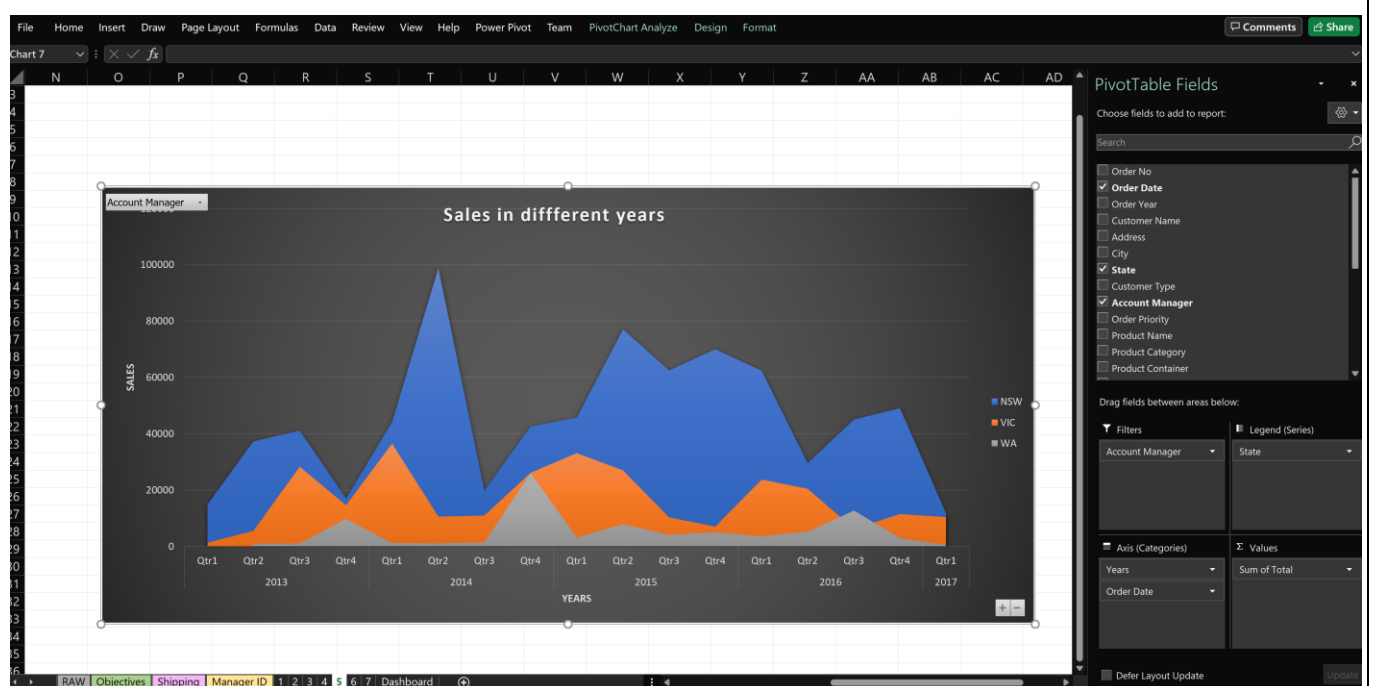 File Home Insert Draw Page Layout Formulas Data Review View Help Power Pivot Team PivotChart Analyze Design Format Comments Share
Chart 7 fx
N O P Q R S T U V W X Y Z AA AB AC AD
PivotTable Fields
Choose fields to add to report:
Search
Order No
Order Date
Order Year
Customer Name
Address
City
State
Customer Type
Account Manager
Order Priority
Product Name
Product Category
Product Container
Drag fields between areas below:
Filters
Account Manager
Legend (Series)
State
Axis (Categories)
Years
Order Date
Σ Values
Sum of Total
Defer Layout Update
Update
Account Manager
Sales in diffferent years
120000
100000
80000
60000
40000
20000
0
SALES
NSW
VIC
WA
Qtr1 Qtr2 Qtr3 Qtr4 Qtr1 Qtr2 Qtr3 Qtr4 Qtr1 Qtr2 Qtr3 Qtr4 Qtr1 Qtr2 Qtr3 Qtr4 Qtr1
2013 2014 2015 2016 2017
YEARS
+ −
RAW Objectives Shipping Manager ID 1 2 3 4 5 6 7 Dashboard